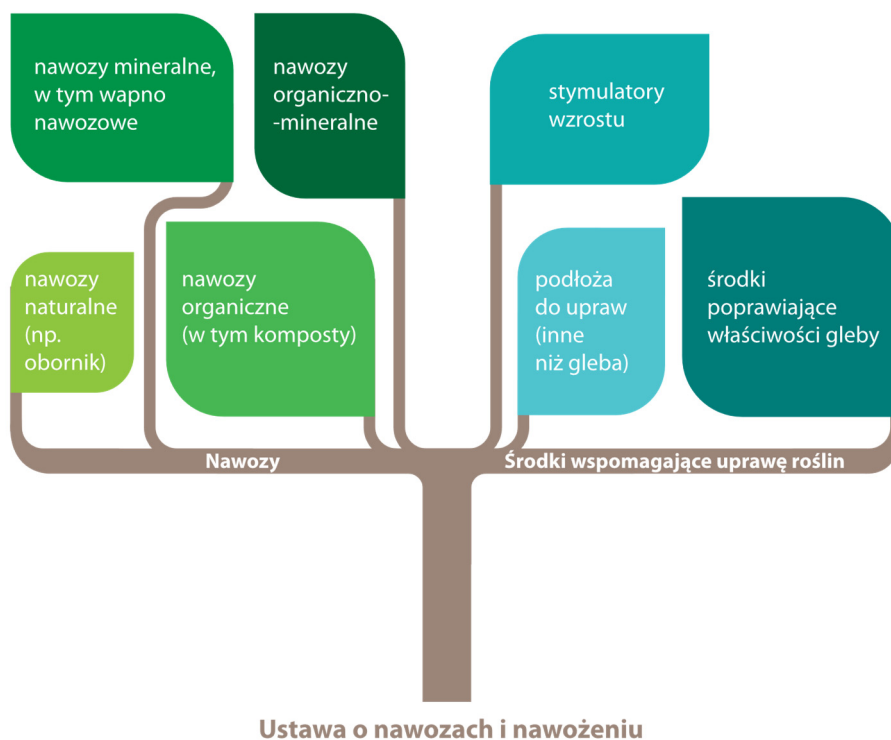 nawozy mineralne,
w tym wapno
nawozowe
nawozy
organiczno-
-mineralne
stymulatory
wzrostu
nawozy
naturalne
(np.
obornik)
nawozy
organiczne
(w tym komposty)
podłoża
do upraw
(inne
niż gleba)
środki
poprawiające
właściwości gleby
Nawozy
Środki wspomagające uprawę roślin
Ustawa o nawozach i nawożeniu